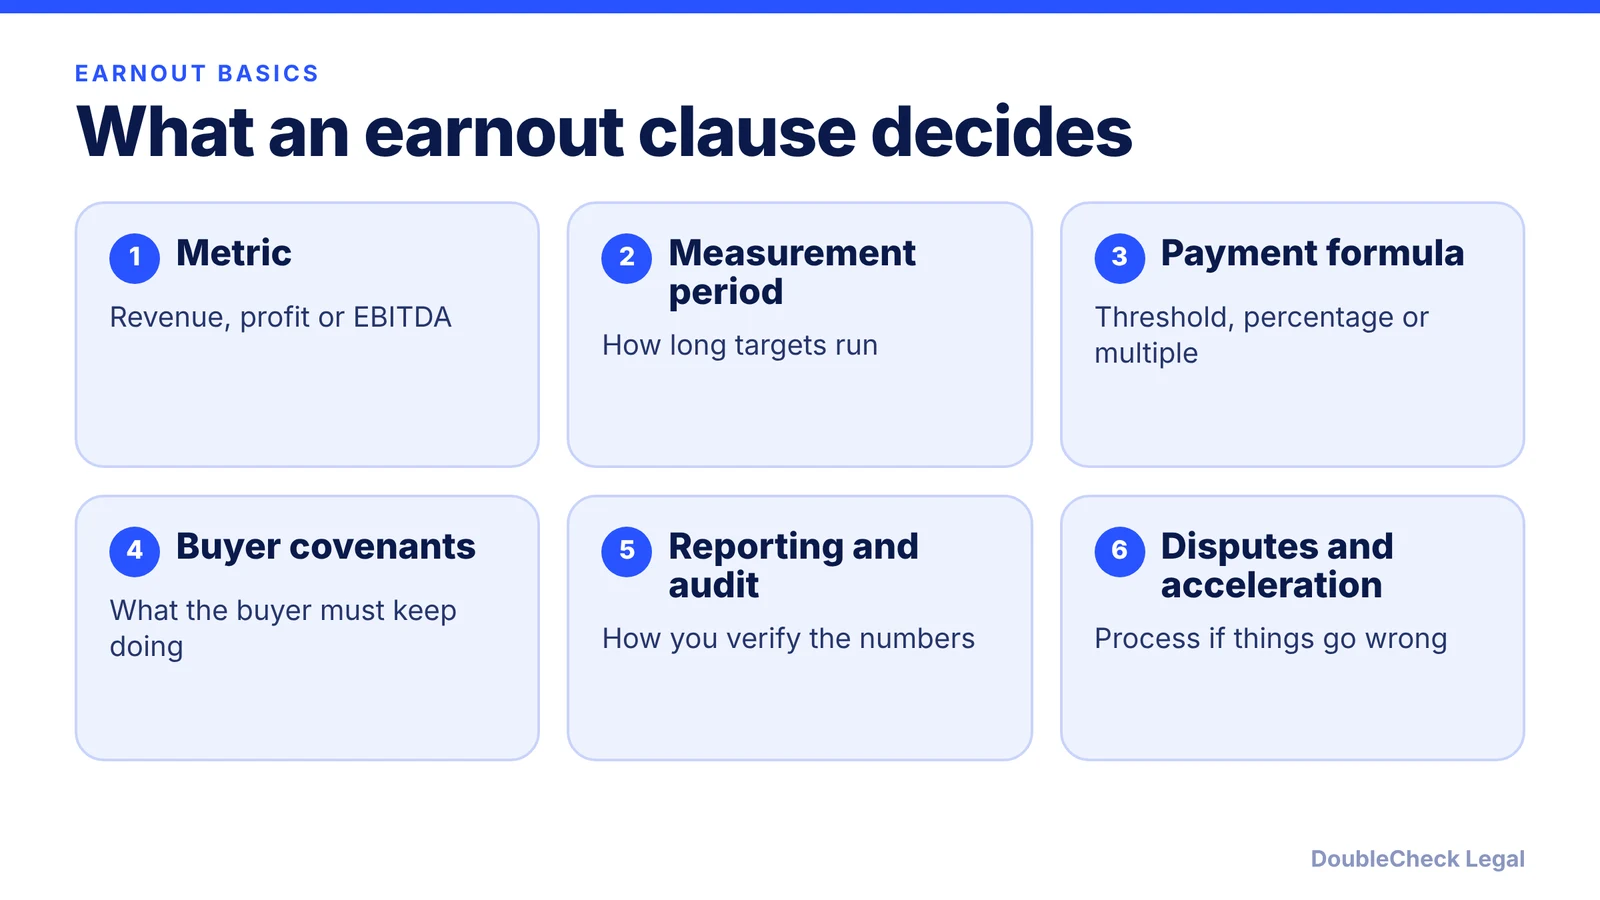 EARNOUT BASICS
What an earnout clause decides
1 Metric
Revenue, profit or EBITDA
2 Measurement
period
How long targets run
3 Payment formula
Threshold, percentage or
multiple
4 Buyer covenants
What the buyer must keep
doing
5 Reporting and
audit
How you verify the numbers
6 Disputes and
acceleration
Process if things go wrong
DoubleCheck Legal